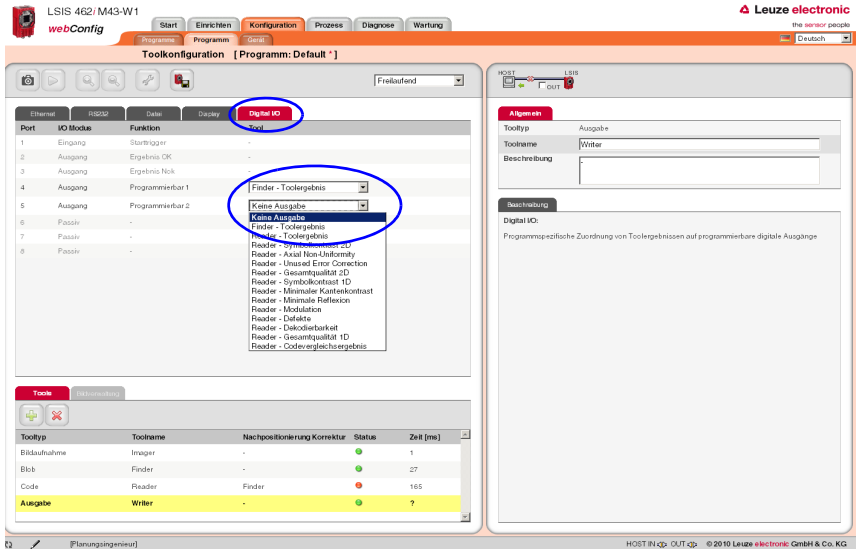 LSIS 462i M43-W1
webConfig
Leuze electronic
the sensor people
Start Einrichten Konfiguration Prozess Diagnose Wartung
Programme Programm Gerät
Deutsch
Toolkonfiguration [ Programm: Default * ]
Freilaufend
HOST LSIS
OUT
Ethernet RS232 Datei Display Digital I/O
Port I/O Modus Funktion Tool
1 Eingang Starttrigger -
2 Ausgang Ergebnis OK -
3 Ausgang Ergebnis Nok -
4 Ausgang Programmierbar 1 Finder - Toolergebnis
5 Ausgang Programmierbar 2 Keine Ausgabe
6 Passiv -
7 Passiv -
8 Passiv -
Keine Ausgabe
Finder - Toolergebnis
Reader - Toolergebnis
Reader - Symbolkontrast 2D
Reader - Axial Non-Uniformity
Reader - Unused Error Correction
Reader - Gesamtqualität 2D
Reader - Symbolkontrast 1D
Reader - Minimaler Kantenkontrast
Reader - Minimale Reflexion
Reader - Modulation
Reader - Defekte
Reader - Dekodierbarkeit
Reader - Gesamtqualität 1D
Reader - Codevergleichsergebnis
Allgemein
Tooltyp Ausgabe
Toolname Writer
Beschreibung -
Beschreibung
Digital I/O:
Programmspezifische Zuordnung von Toolergebnissen auf programmierbare digitale Ausgänge
Tools Bildverwaltung
Tooltyp Toolname Nachpositionierung Korrektur Status Zeit [ms]
Bildaufnahme Imager - 1
Blob Finder - 27
Code Reader Finder 165
Ausgabe Writer - ?
[Planungsingenieur]
HOST IN OUT © 2010 Leuze electronic GmbH & Co. KG